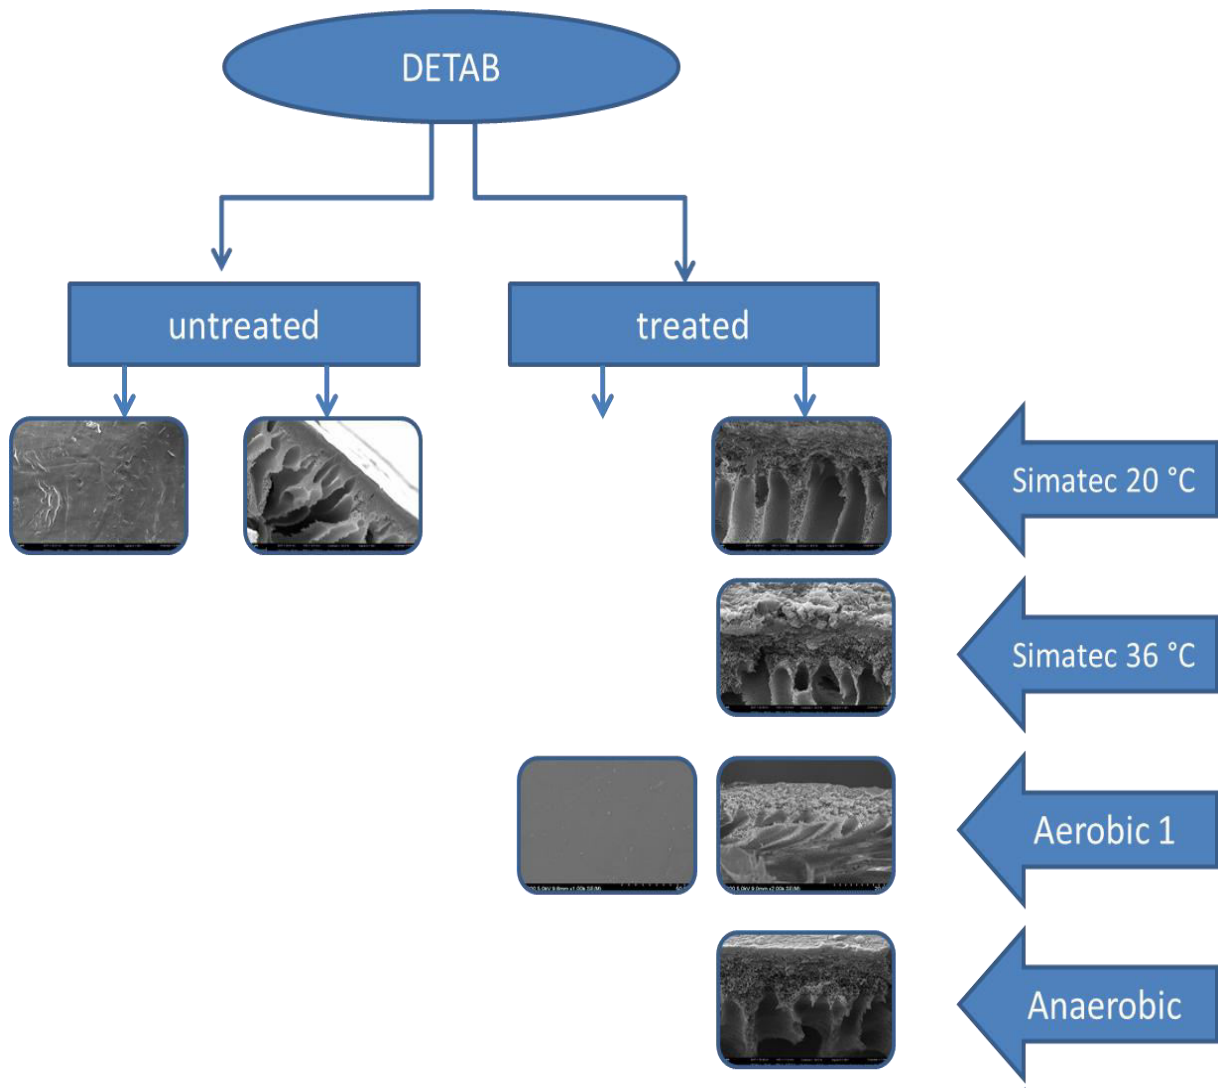 DETAB
untreated
treated
Simatec 20 °C
Simatec 36 °C
Aerobic 1
Anaerobic